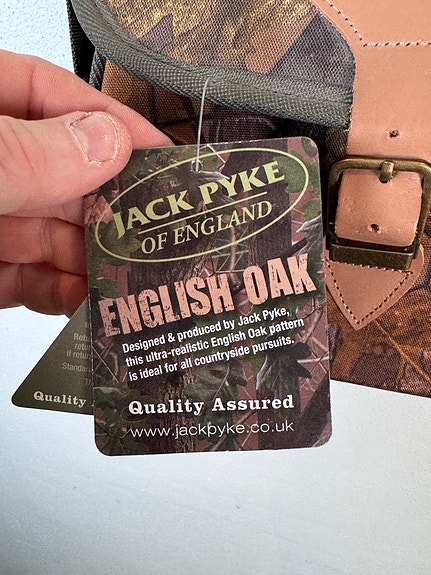 JACK PYKE
OF ENGLAND
ENGLISH OAK
Designed & produced by Jack Pyke,
this ultra-realistic English Oak pattern
is ideal for all countryside pursuits.
Quality Assured
www.jackpyke.co.uk
Standa
Quality